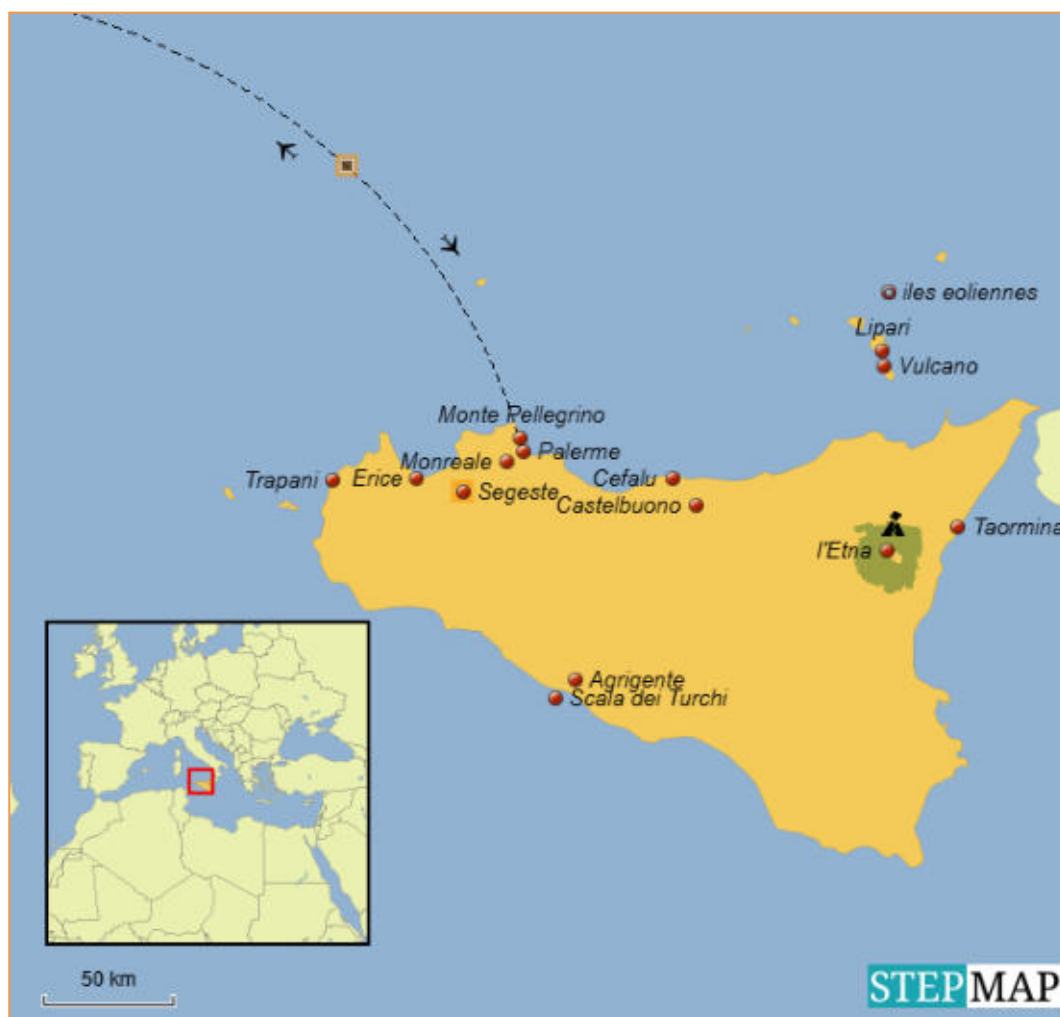 iles eoliennes
Lipari
Vulcano
Monte Pellegrino
Palerme
Monreale
Trapani
Erice
Cefalu
Segeste
Castelbuono
Taormina
l'Etna
Agrigente
Scala dei Turchi
50 km
STEPMAP